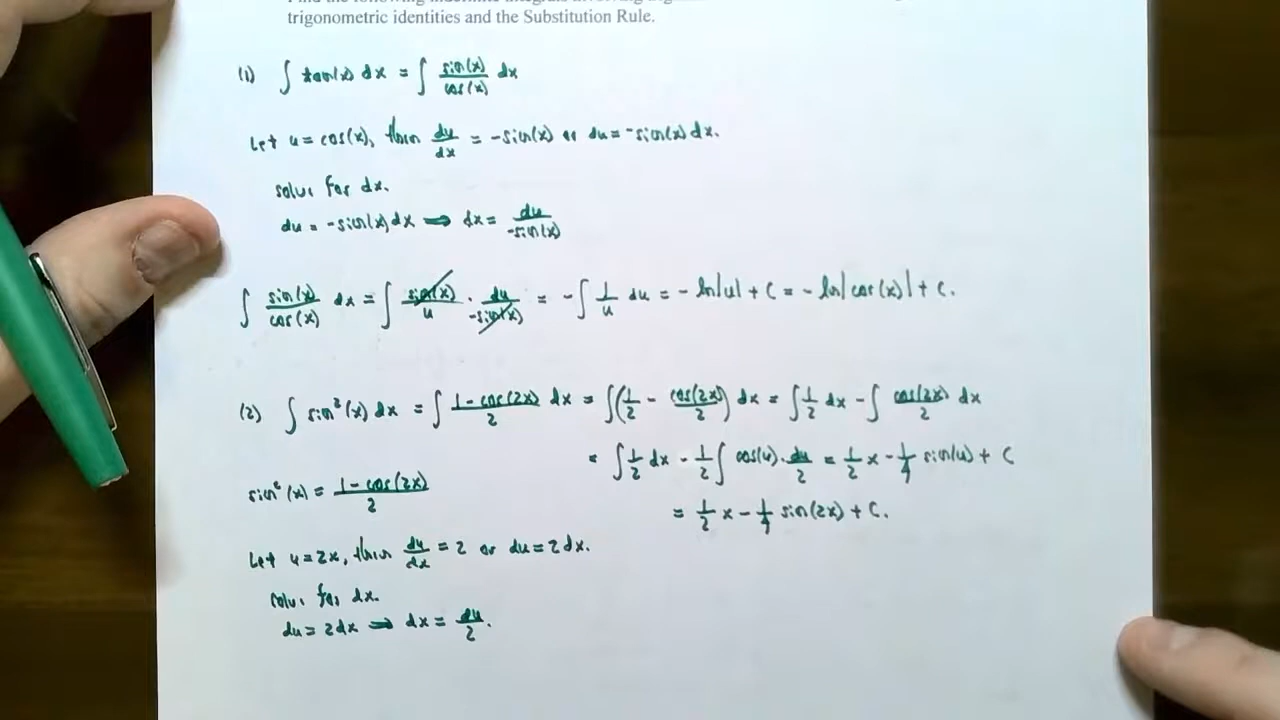 trigonometric identities and the Substitution Rule.
(1) ∫ tan(x) dx = ∫ sin(x)/cos(x) dx
Let u = cos(x), then du/dx = -sin(x) or du = -sin(x) dx.
solve for dx.
du = -sin(x) dx ⟹ dx = du/-sin(x)
∫ sin(x)/cos(x) dx = ∫ sin(x)/u · du/-sin(x) = -∫ 1/u du = -ln|u| + C = -ln|cos(x)| + C.
(2) ∫ sin²(x) dx = ∫ 1-cos(2x)/2 dx = ∫(1/2 - cos(2x)/2) dx = ∫ 1/2 dx - ∫ cos(2x)/2 dx
= ∫ 1/2 dx - 1/2 ∫ cos(u) · du/2 = 1/2 x - 1/4 sin(u) + C
sin²(x) = 1-cos(2x)/2
= 1/2 x - 1/4 sin(2x) + C.
Let u = 2x, then du/dx = 2 or du = 2 dx.
solve for dx.
du = 2dx ⟹ dx = du/2.